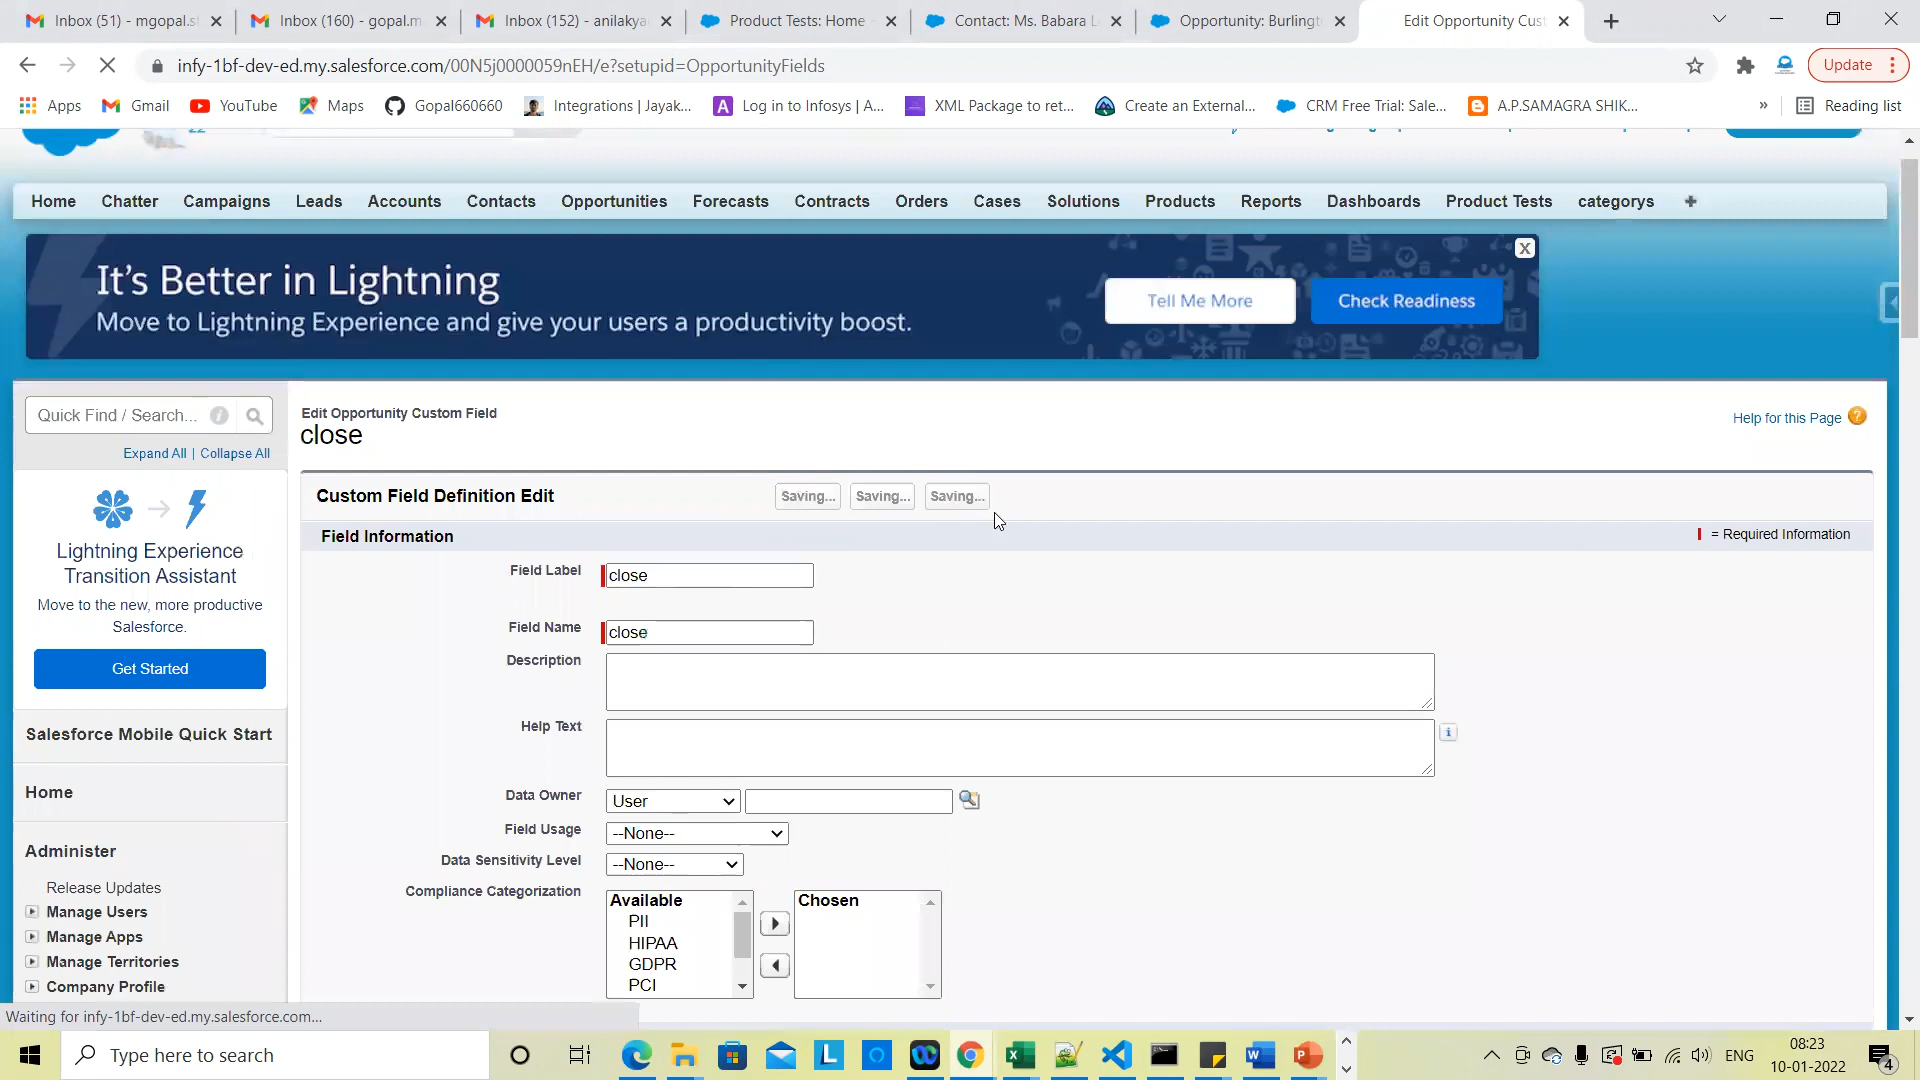 Inbox (51) - mgopal.s
Inbox (160) - gopal.m
Inbox (152) - anilakya
Product Tests: Home
Contact: Ms. Babara L
Opportunity: Burlingt
Edit Opportunity Cus
infy-1bf-dev-ed.my.salesforce.com/00N5j0000059nEH/e?setupid=OpportunityFields
Update
Apps
Gmail
YouTube
Maps
Gopal660060
Integrations | Jayak...
Log in to Infosys | A...
XML Package to ret...
Create an External...
CRM Free Trial: Sale...
A.P.SAMAGRA SHIK...
»
Reading list
22
Home Chatter Campaigns Leads Accounts Contacts Opportunities Forecasts Contracts Orders Cases Solutions Products Reports Dashboards Product Tests categorys +
It's Better in Lightning
Move to Lightning Experience and give your users a productivity boost.
Tell Me More
Check Readiness
X
Quick Find / Search...
Expand All | Collapse All
Lightning Experience
Transition Assistant
Move to the new, more productive
Salesforce.
Get Started
Salesforce Mobile Quick Start
Home
Administer
Release Updates
Manage Users
Manage Apps
Manage Territories
Company Profile
Edit Opportunity Custom Field
close
Help for this Page ?
Custom Field Definition Edit
Saving... Saving... Saving...
Field Information
= Required Information
Field Label
close
Field Name
close
Description
Help Text
i
Data Owner
User
Field Usage
--None--
Data Sensitivity Level
--None--
Compliance Categorization
Available
PII
HIPAA
GDPR
PCI
Chosen
Waiting for infy-1bf-dev-ed.my.salesforce.com...
Type here to search
ENG
08:23
10-01-2022
4